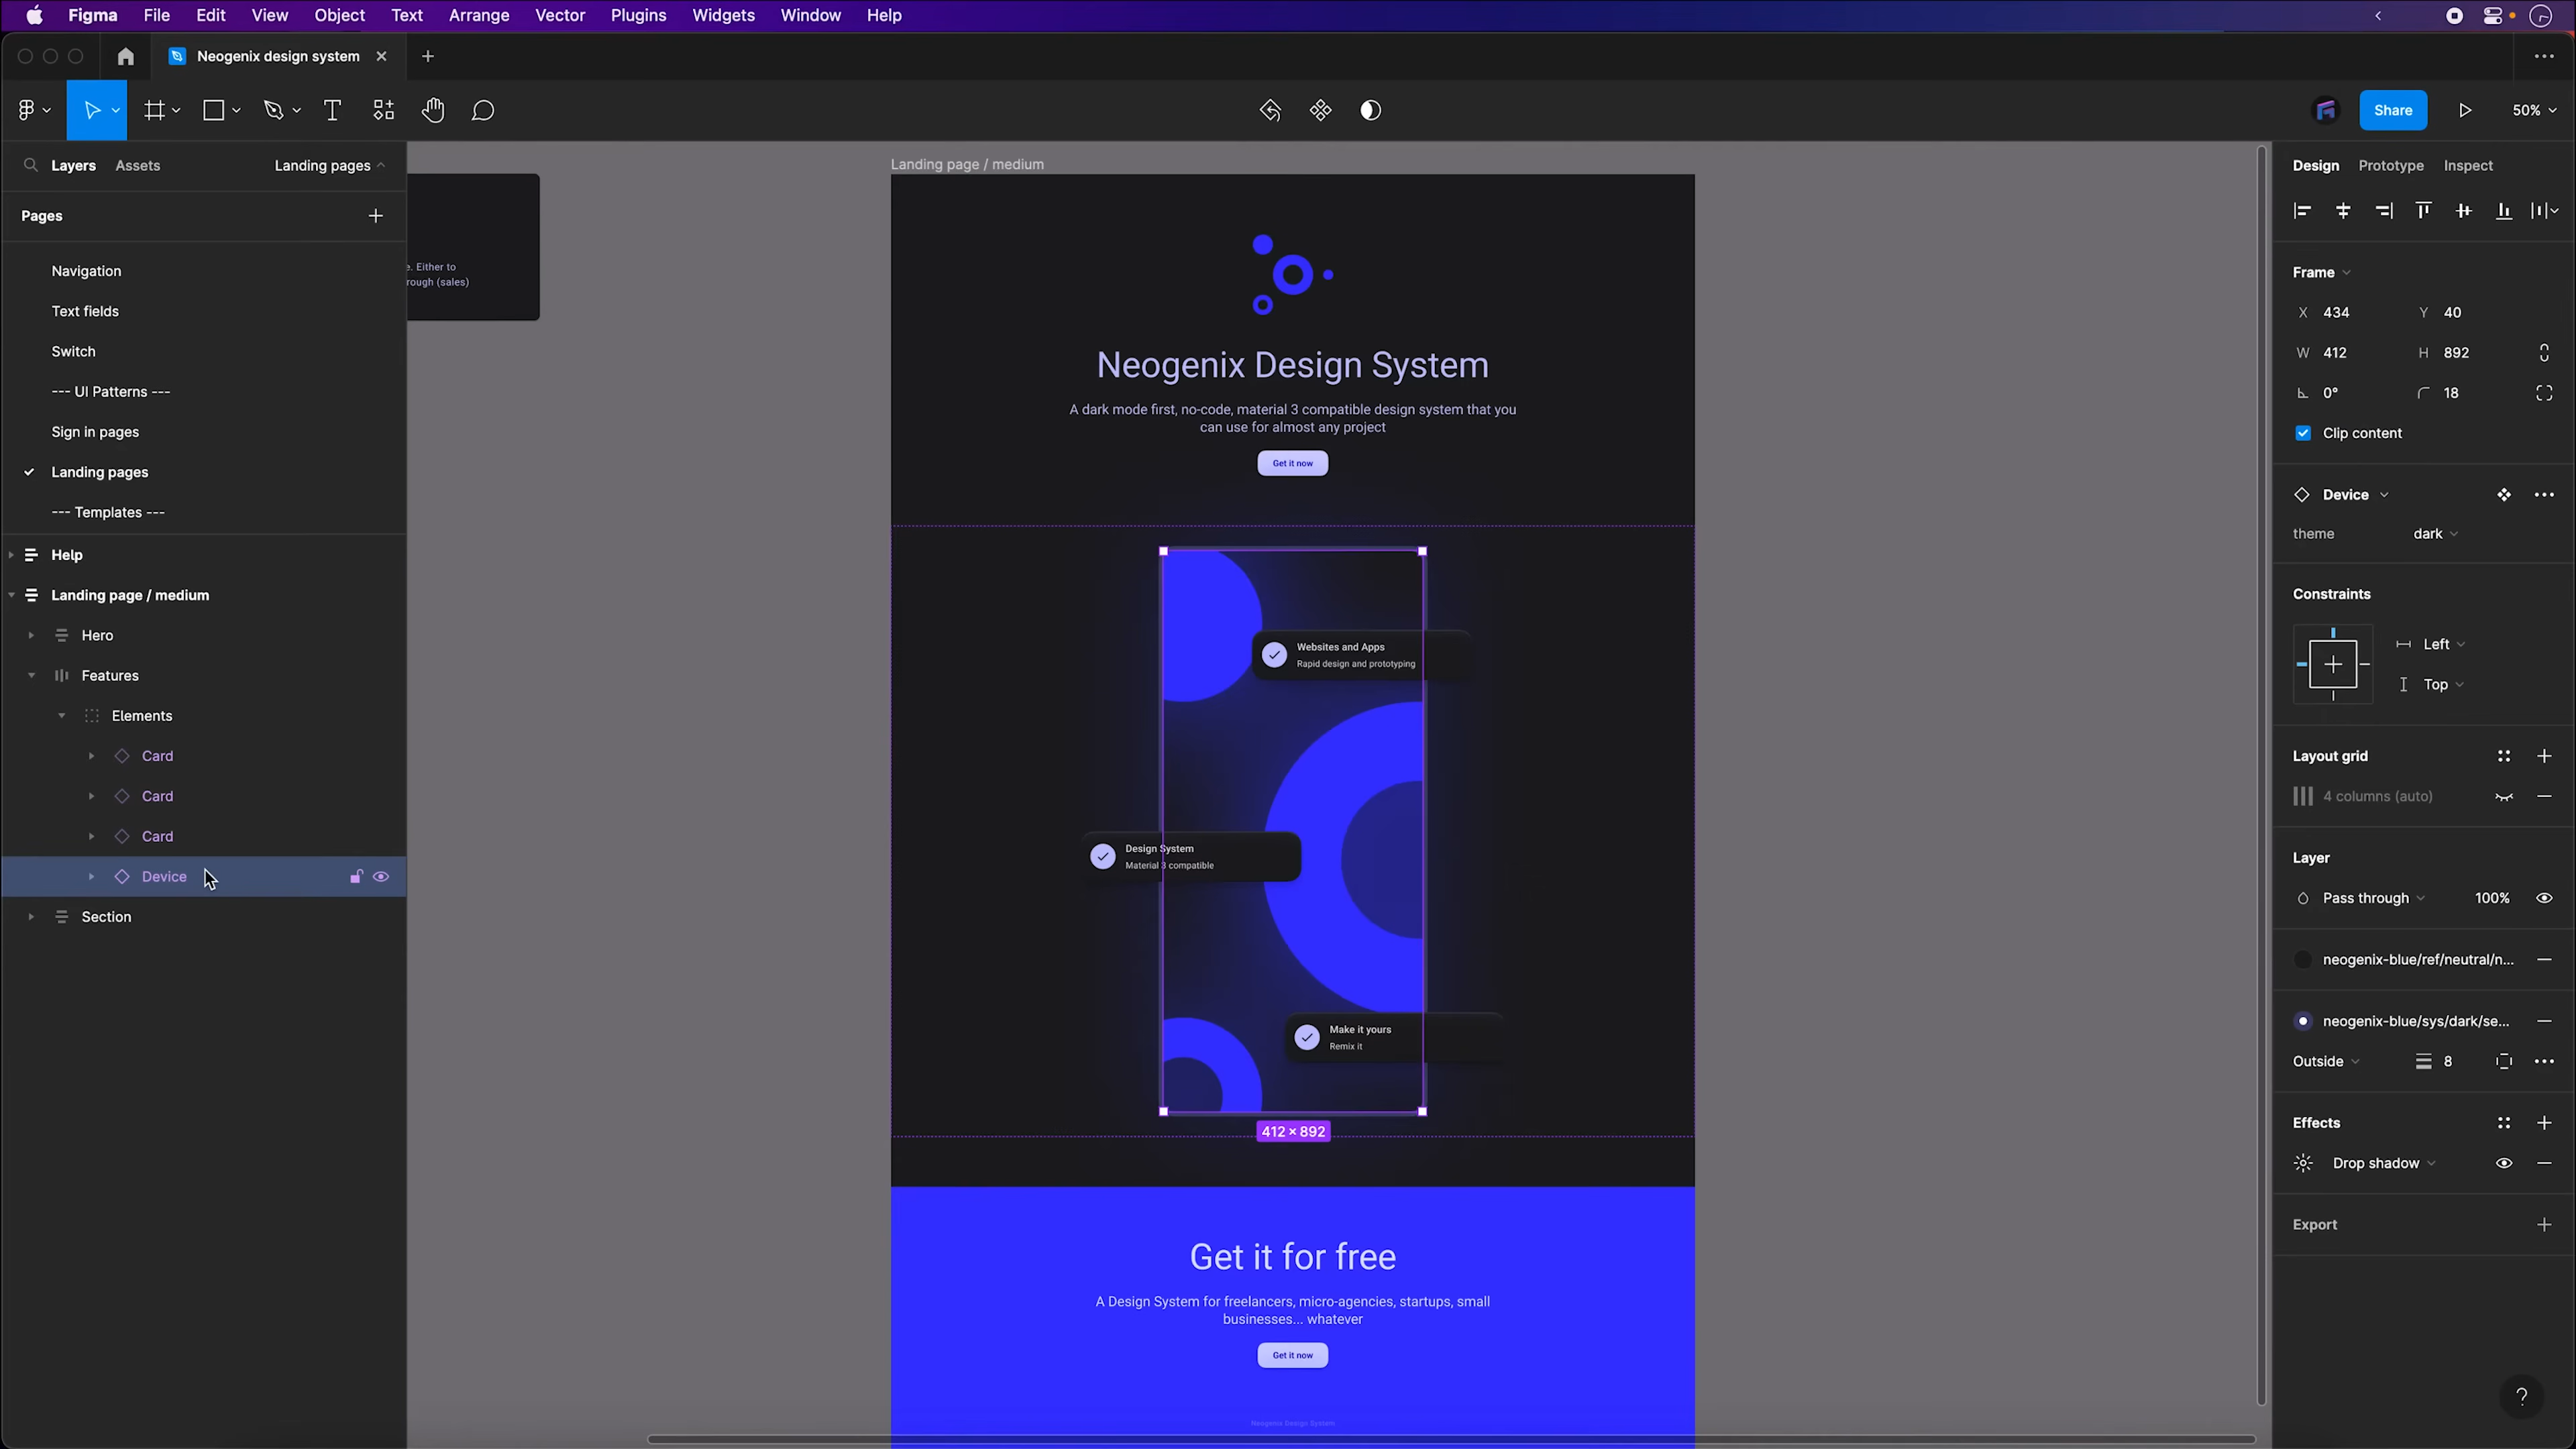 Figma File Edit View Object Text Arrange Vector Plugins Widgets Window Help
Neogenix design system
Share
50%
Layers Assets Landing pages
Pages
Navigation
Text fields
Switch
--- UI Patterns ---
Sign in pages
Landing pages
--- Templates ---
Help
Landing page / medium
Hero
Features
Elements
Card
Card
Card
Device
Section
e. Either to
rough (sales)
Landing page / medium
Neogenix Design System
A dark mode first, no-code, material 3 compatible design system that you
can use for almost any project
Get it now
Websites and Apps
Rapid design and prototyping
Design System
Material 3 compatible
Make it yours
Remix it
412 × 892
Get it for free
A Design System for freelancers, micro-agencies, startups, small
businesses... whatever
Get it now
Neogenix Design System
Design Prototype Inspect
Frame
X 434 Y 40
W 412 H 892
0° 18
Clip content
Device
theme dark
Constraints
Left
Top
Layout grid
4 columns (auto)
Layer
Pass through 100%
neogenix-blue/ref/neutral/n...
neogenix-blue/sys/dark/se...
Outside 8
Effects
Drop shadow
Export
?